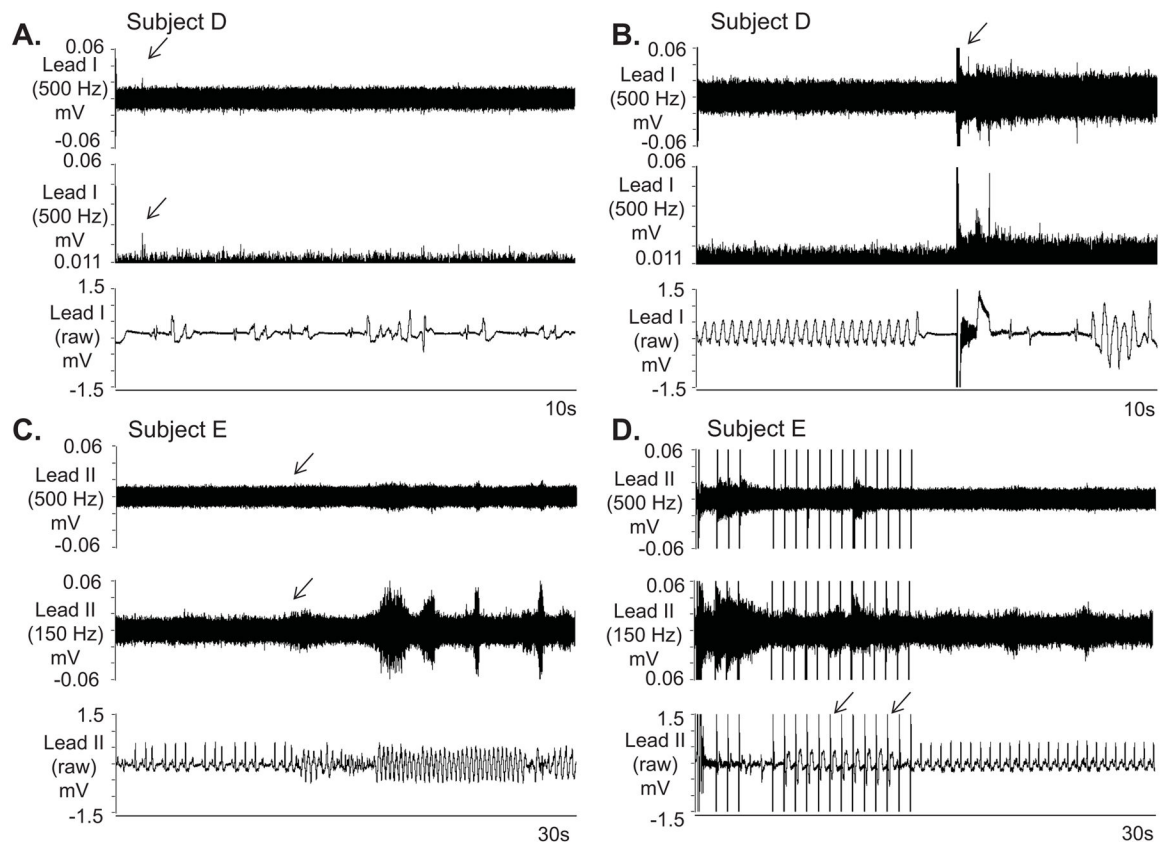 A.
Subject D
0.06
Lead I
(500 Hz)
mV
-0.06
0.06
Lead I
(500 Hz)
mV
0.011
1.5
Lead I
(raw)
mV
-1.5
10s
B.
Subject D
0.06
Lead I
(500 Hz)
mV
-0.06
0.06
Lead I
(500 Hz)
mV
0.011
1.5
Lead I
(raw)
mV
-1.5
10s
C.
Subject E
0.06
Lead II
(500 Hz)
mV
-0.06
0.06
Lead II
(150 Hz)
mV
-0.06
1.5
Lead II
(raw)
mV
-1.5
30s
D.
Subject E
0.06
Lead II
(500 Hz)
mV
-0.06
0.06
Lead II
(150 Hz)
mV
0.06
1.5
Lead II
(raw)
mV
-1.5
30s